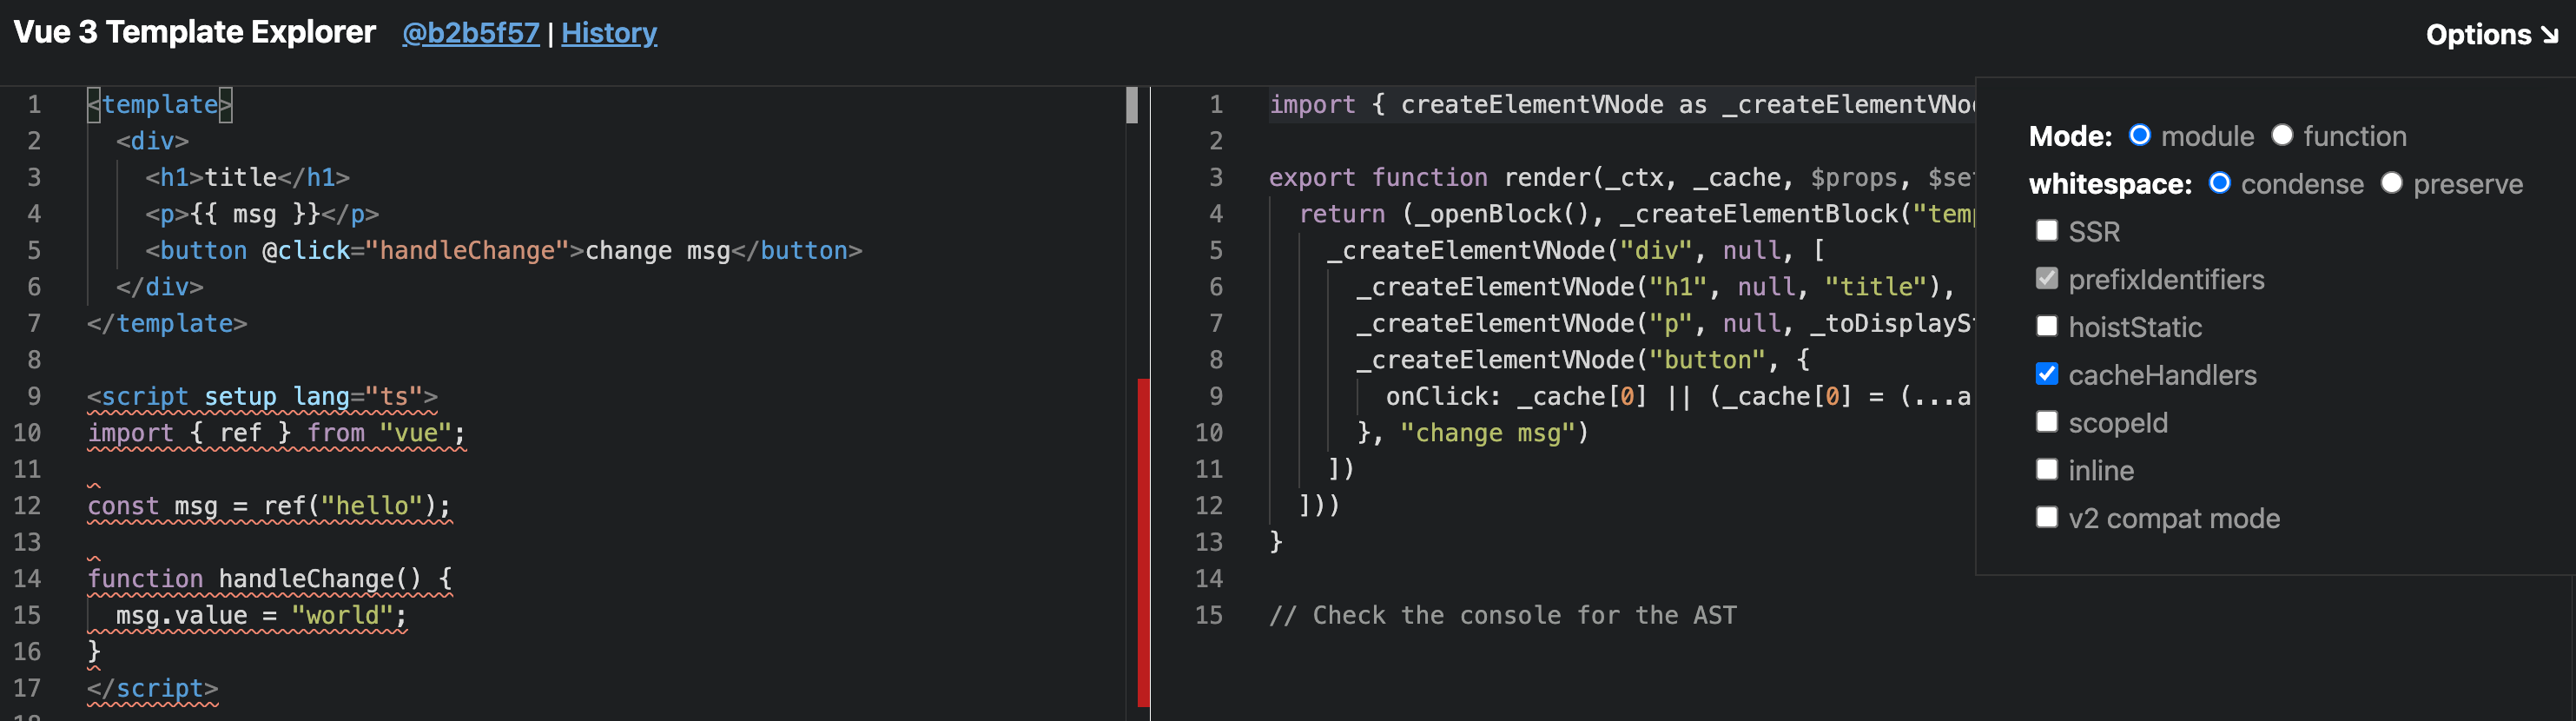 Vue 3 Template Explorer @b2b5f57 | History
Options ↘
1 <template>
2 <div>
3 <h1>title</h1>
4 <p>{{ msg }}</p>
5 <button @click="handleChange">change msg</button>
6 </div>
7 </template>
8
9 <script setup lang="ts">
10 import { ref } from "vue";
11
12 const msg = ref("hello");
13
14 function handleChange() {
15 msg.value = "world";
16 }
17 </script>
1 import { createElementVNode as _createElementVNo
2
3 export function render(_ctx, _cache, $props, $se
4 return (_openBlock(), _createElementBlock("tem
5 _createElementVNode("div", null, [
6 _createElementVNode("h1", null, "title"),
7 _createElementVNode("p", null, _toDisplayS
8 _createElementVNode("button", {
9 onClick: _cache[0] || (_cache[0] = (...a
10 }, "change msg")
11 ])
12 ]))
13 }
14
15 // Check the console for the AST
Mode: module function
whitespace: condense preserve
SSR
prefixIdentifiers
hoistStatic
cacheHandlers
scopeId
inline
v2 compat mode